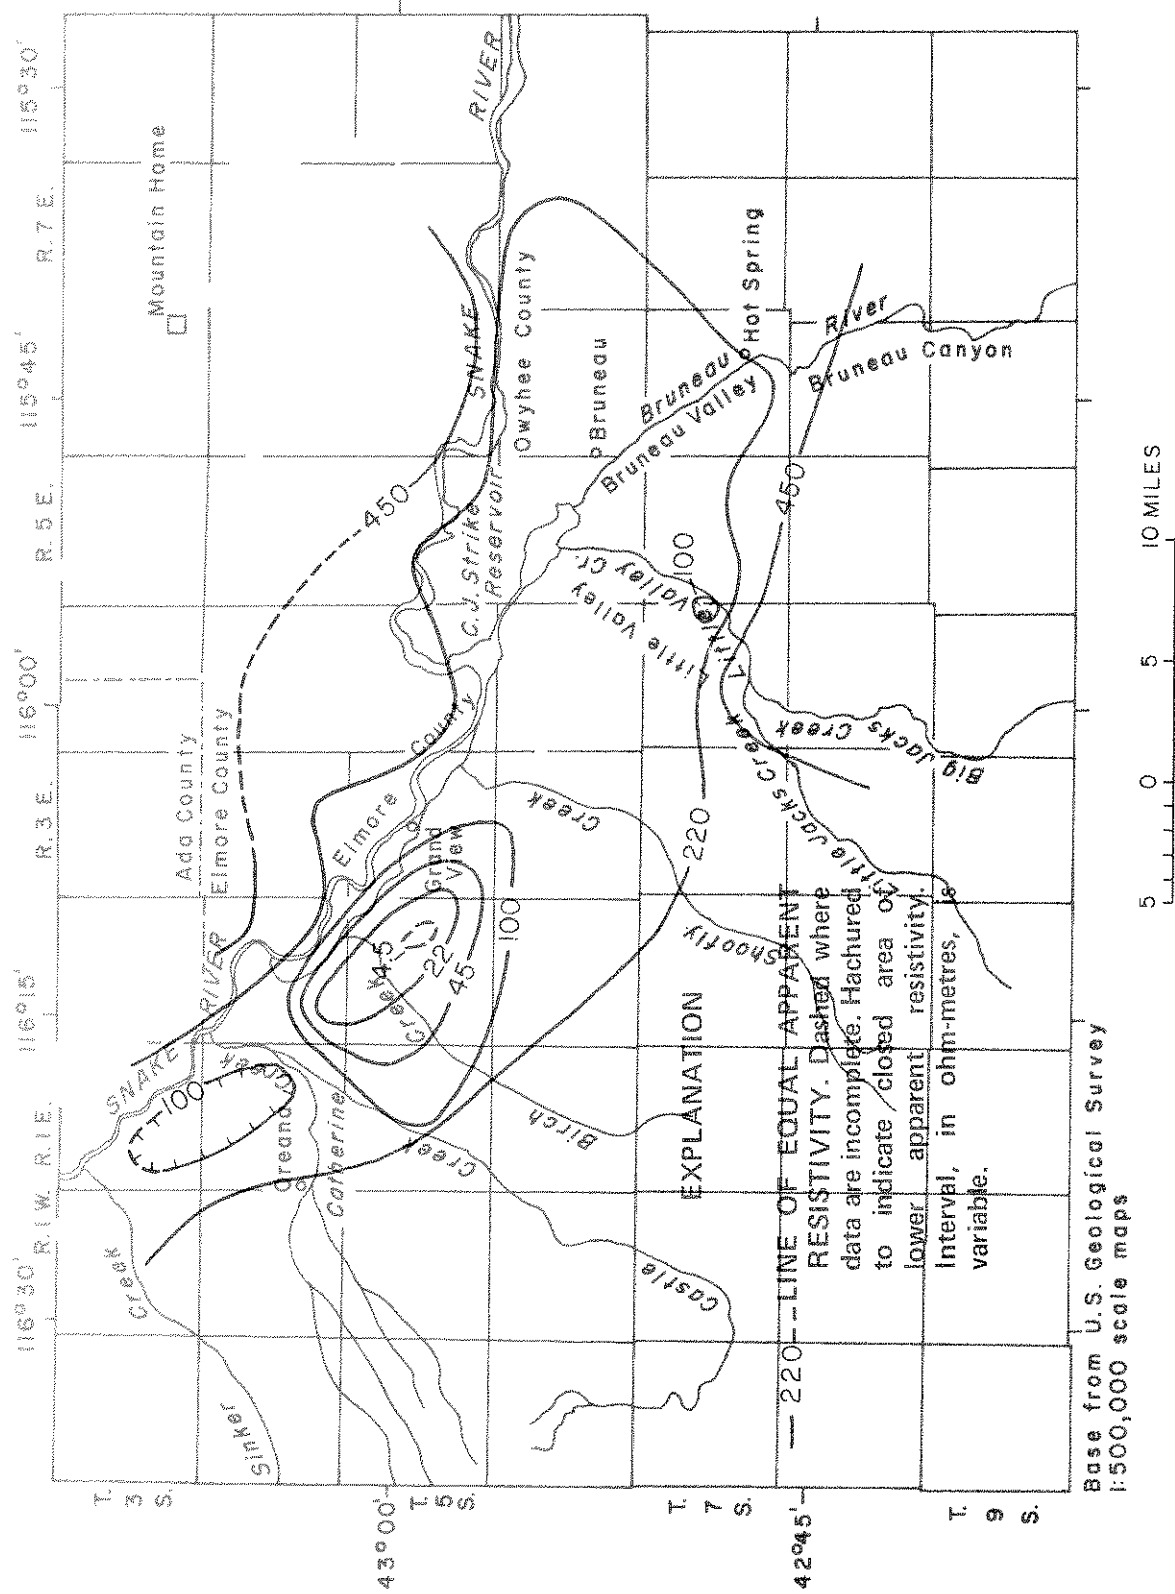 116°30'
116°15'
116°00'
115°45'
115°30'
R.1W.
R.1E.
R.3E.
R.5E.
R.7E.
T.
3
S.
43°00'
T.
5
S.
T.
7
S.
42°45'
T.
9
S.
Sinker
Creek
SNAKE
RIVER
100
Oreana
Catherine
Creek
Castle
Creek
Birch
Creek
Ada County
Elmore County
Elmore
County
Grand
View
4.5
22
45
100
Shoofly
Creek
450
Mountain Home
SNAKE
RIVER
C.J. Strike
Reservoir
Owyhee County
Bruneau
Bruneau
River
Bruneau Valley
Hot Spring
Bruneau Canyon
Little Valley Cr.
Little Valley
100
220
450
Little Jacks Creek
Big Jacks Creek
EXPLANATION
—220-- LINE OF EQUAL APPARENT
RESISTIVITY. Dashed where
data are incomplete. Hachured
to indicate closed area of
lower apparent resistivity.
Interval, in ohm-metres, is
variable.
Base from U.S. Geological Survey
1:500,000 scale maps
5 0 5 10 MILES